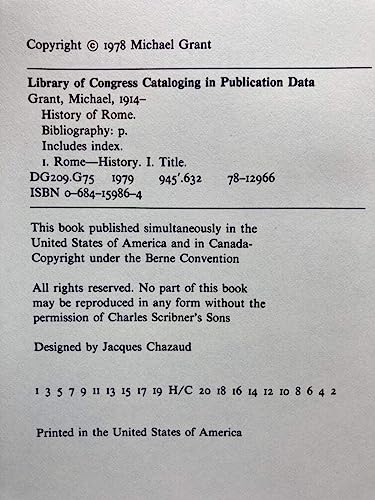 Copyright © 1978 Michael Grant
Library of Congress Cataloging in Publication Data
Grant, Michael, 1914–
History of Rome.
Bibliography: p.
Includes index.
1. Rome—History. I. Title.
DG209.G75 1979 945'.632 78-12966
ISBN 0-684-15986-4
This book published simultaneously in the
United States of America and in Canada-
Copyright under the Berne Convention
All rights reserved. No part of this book
may be reproduced in any form without the
permission of Charles Scribner's Sons
Designed by Jacques Chazaud
1 3 5 7 9 11 13 15 17 19 H/C 20 18 16 14 12 10 8 6 4 2
Printed in the United States of America